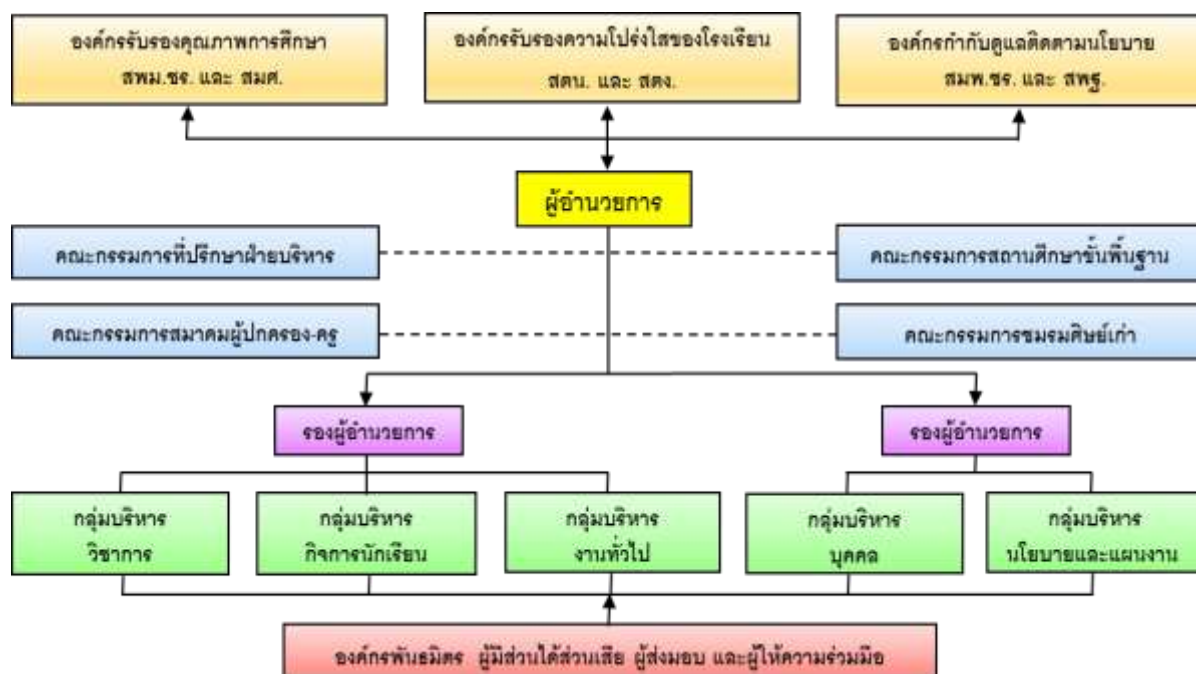 องค์กรรับรองคุณภาพการศึกษา
สพม.ชร. และ สมศ.
องค์กรรับรองความโปร่งใสของโรงเรียน
สตน. และ สตง.
องค์กรกำกับดูแลติดตามนโยบาย
สมพ.ชร. และ สพฐ.
ผู้อำนวยการ
คณะกรรมการที่ปรึกษาฝ่ายบริหาร
คณะกรรมการสถานศึกษาขั้นพื้นฐาน
คณะกรรมการสมาคมผู้ปกครอง-ครู
คณะกรรมการชมรมศิษย์เก่า
รองผู้อำนวยการ
รองผู้อำนวยการ
กลุ่มบริหาร
วิชาการ
กลุ่มบริหาร
กิจการนักเรียน
กลุ่มบริหาร
งานทั่วไป
กลุ่มบริหาร
บุคคล
กลุ่มบริหาร
นโยบายและแผนงาน
องค์กรพันธมิตร ผู้มีส่วนได้ส่วนเสีย ผู้ส่งมอบ และผู้ให้ความร่วมมือ